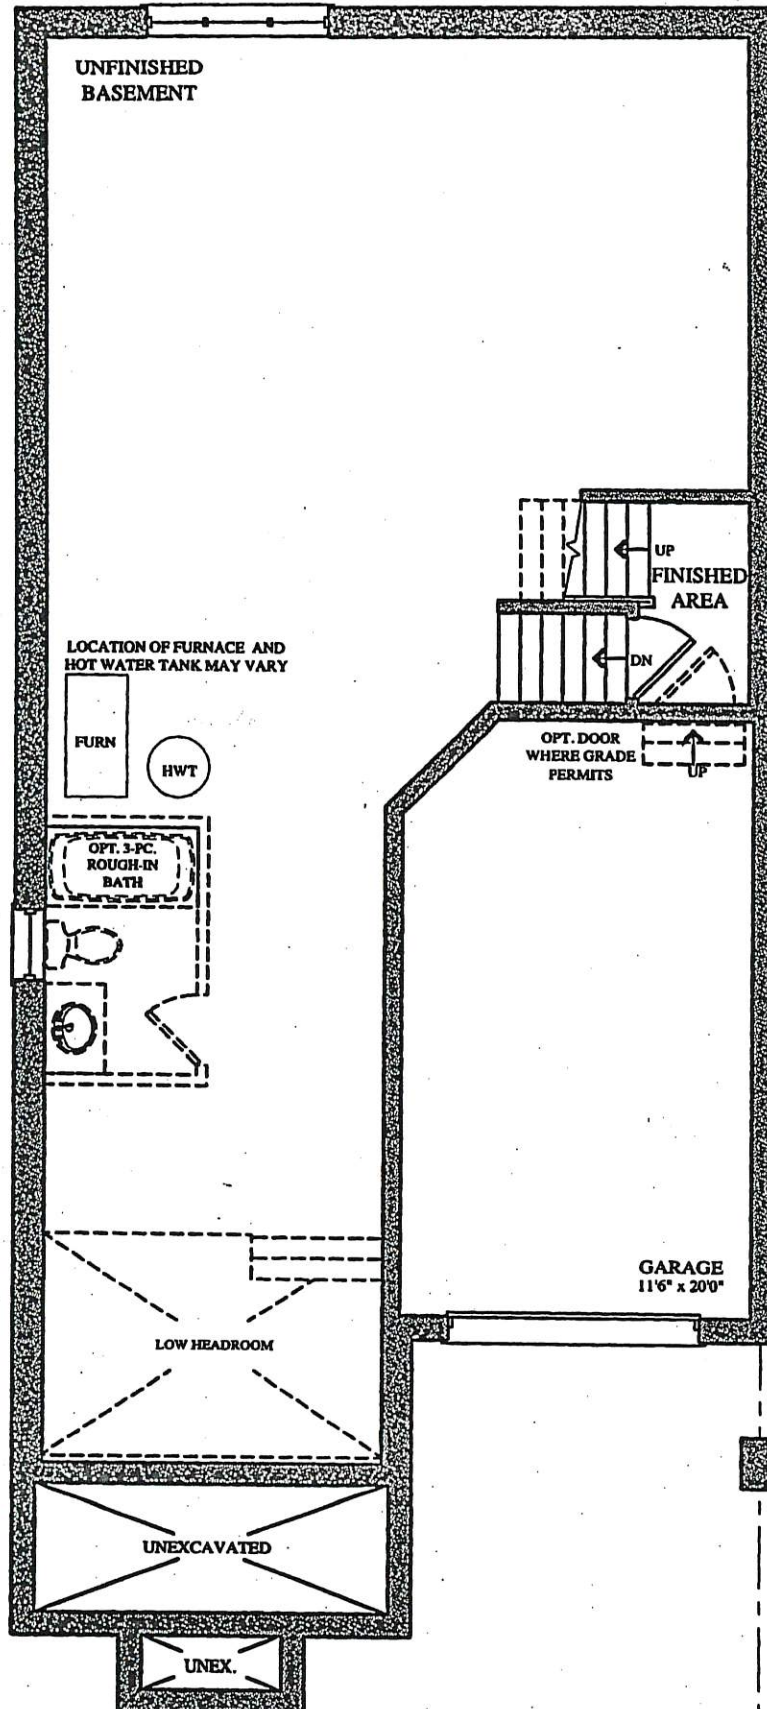 UNFINISHED
BASEMENT
UP
FINISHED
AREA
DN
LOCATION OF FURNACE AND
HOT WATER TANK MAY VARY
FURN
HWT
OPT. DOOR
WHERE GRADE
PERMITS
UP
OPT. 3-PC.
ROUGH-IN
BATH
GARAGE
11'6" x 20'0"
LOW HEADROOM
UNEXCAVATED
UNEX.